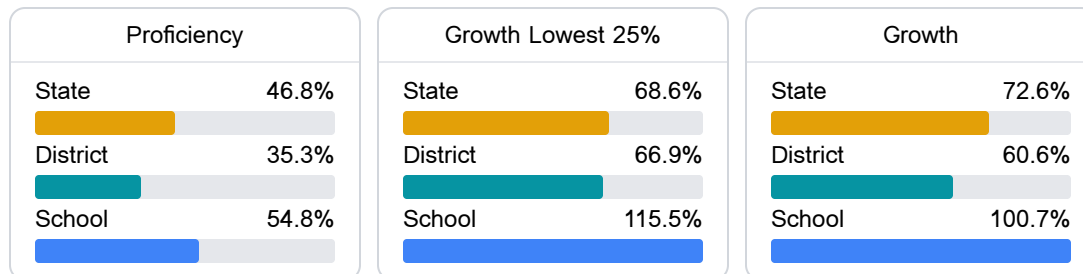 Proficiency
State 46.8%
District 35.3%
School 54.8%
Growth Lowest 25%
State 68.6%
District 66.9%
School 115.5%
Growth
State 72.6%
District 60.6%
School 100.7%